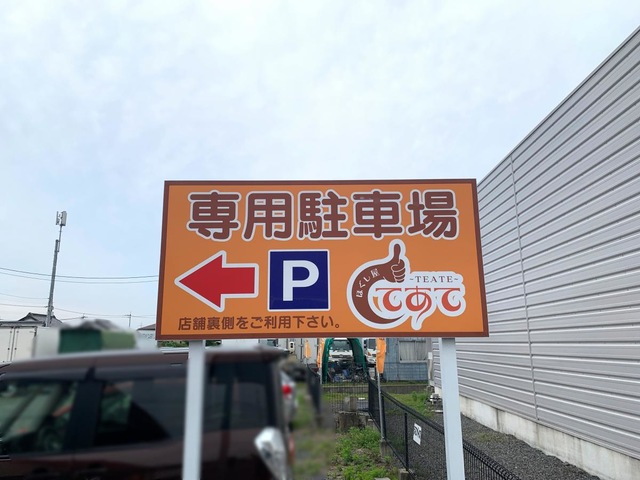 専用駐車場
P
ほぐし屋
~TEATE~
てあて
店舗裏側をご利用下さい。